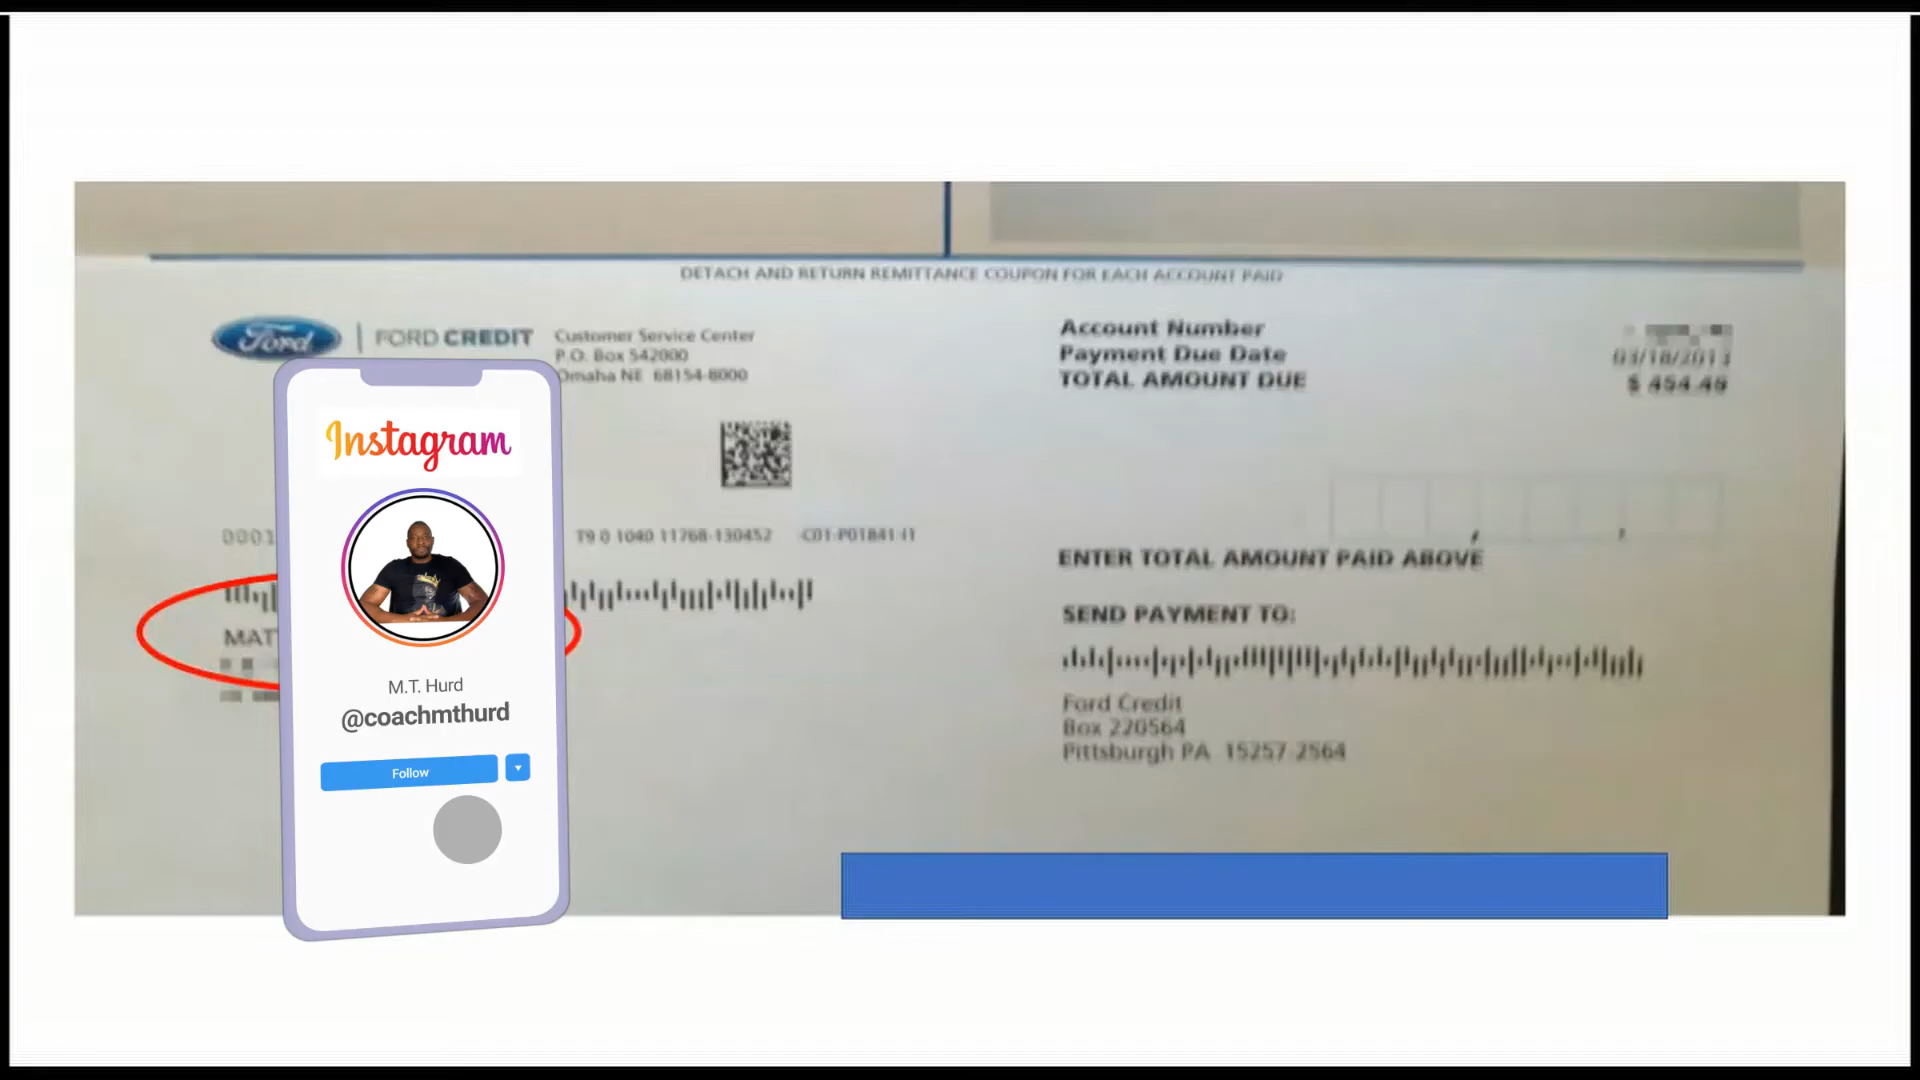 DETACH AND RETURN REMITTANCE COUPON FOR EACH ACCOUNT PAID
Ford
FORD CREDIT
Customer Service Center
P.O. Box 542000
Omaha NE 68154-8000
Account Number
Payment Due Date 03/18/2013
TOTAL AMOUNT DUE $ 454.49
Instagram
0001
T9 0 1040 11768-130452 C01-P01841-I1
ENTER TOTAL AMOUNT PAID ABOVE
SEND PAYMENT TO:
MAT
Ford Credit
Box 220564
Pittsburgh PA 15257-2564
M.T. Hurd
@coachmthurd
Follow